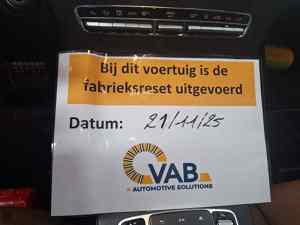 Bij dit voertuig is de
fabrieksreset uitgevoerd
Datum: 21/11/25
VAB
AUTOMOTIVE SOLUTIONS